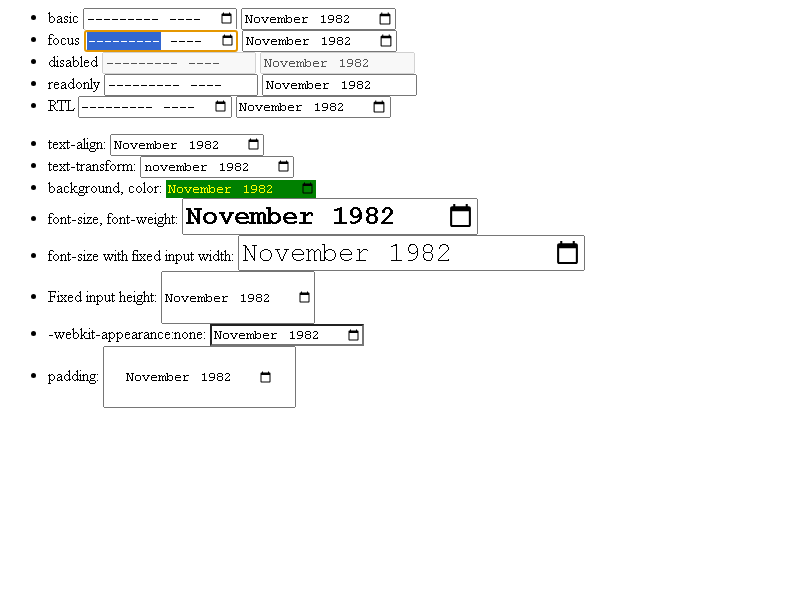 basic --------- ---- November 1982
focus --------- ---- November 1982
disabled --------- ---- November 1982
readonly --------- ---- November 1982
RTL --------- ---- November 1982
text-align: November 1982
text-transform: november 1982
background, color: November 1982
font-size, font-weight: November 1982
font-size with fixed input width: November 1982
Fixed input height: November 1982
-webkit-appearance:none: November 1982
padding: November 1982